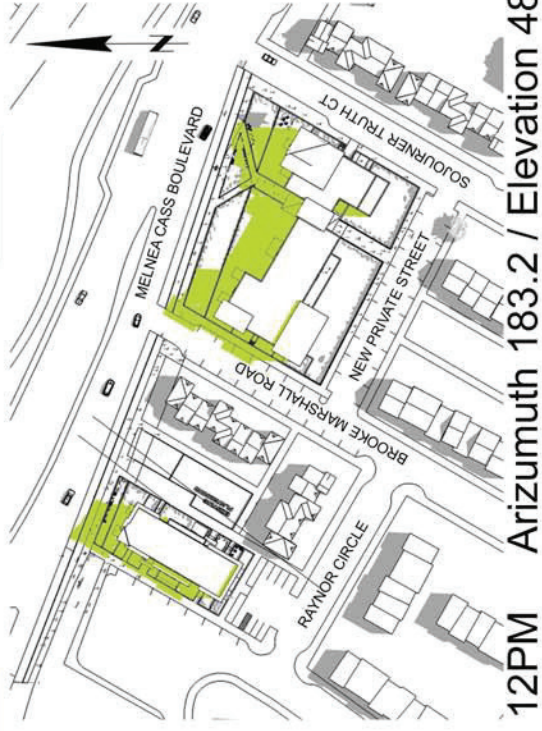 MELNEA CASS BOULEVARD
SOJOURNER TRUTH CT
NEW PRIVATE STREET
BROOKE MARSHALL ROAD
RAYNOR CIRCLE
12PM Arizumuth 183.2 / Elevation 48